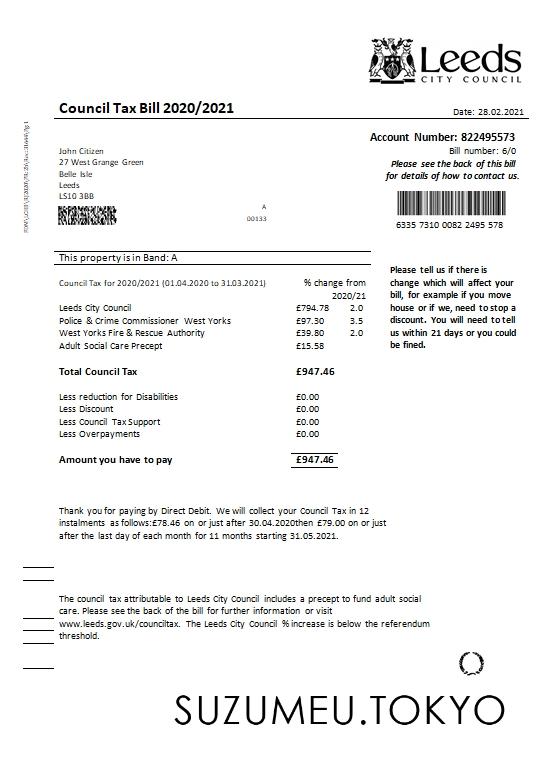 Leeds
CITY COUNCIL
Council Tax Bill 2020/2021
Date: 28.02.2021
Account Number: 822495573
Bill number: 6/0
Please see the back of this bill
for details of how to contact us.
John Citizen
27 West Grange Green
Belle Isle
Leeds
LS10 3BB
A
00133
6335 7310 0082 2495 578
This property is in Band: A
Council Tax for 2020/2021 (01.04.2020 to 31.03.2021)
% change from
2020/21
Leeds City Council £794.78 2.0
Police & Crime Commissioner West Yorks £97.30 3.5
West Yorks Fire & Rescue Authority £39.80 2.0
Adult Social Care Precept £15.58
Total Council Tax £947.46
Less reduction for Disabilities £0.00
Less Discount £0.00
Less Council Tax Support £0.00
Less Overpayments £0.00
Amount you have to pay £947.46
Please tell us if there is
change which will affect your
bill, for example if you move
house or if we, need to stop a
discount. You will need to tell
us within 21 days or you could
be fined.
Thank you for paying by Direct Debit. We will collect your Council Tax in 12
instalments as follows:£78.46 on or just after 30.04.2020then £79.00 on or just
after the last day of each month for 11 months starting 31.05.2021.
The council tax attributable to Leeds City Council includes a precept to fund adult social
care. Please see the back of the bill for further information or visit
www.leeds.gov.uk/counciltax. The Leeds City Council % increase is below the referendum
threshold.
SUZUMEU.TOKYO